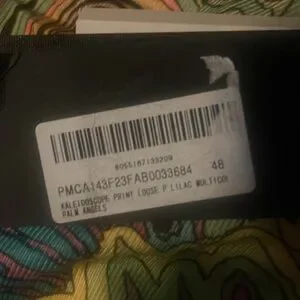 8055187133209
PMCA143F23FAB0033684 48
KALEIDOSCOPE PRINT LOOSE P LILAC MULTICOL
PALM ANGELS